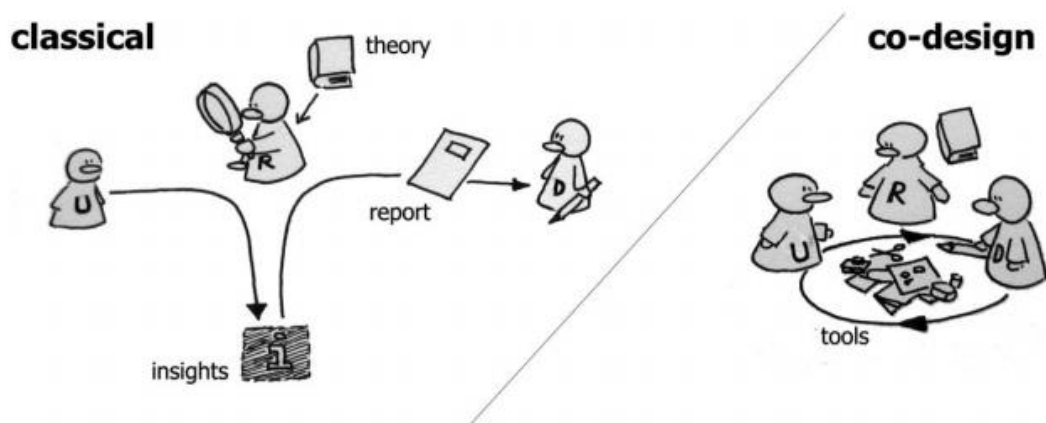 classical
co-design
theory
R
U
D
report
i
insights
R
U
D
tools